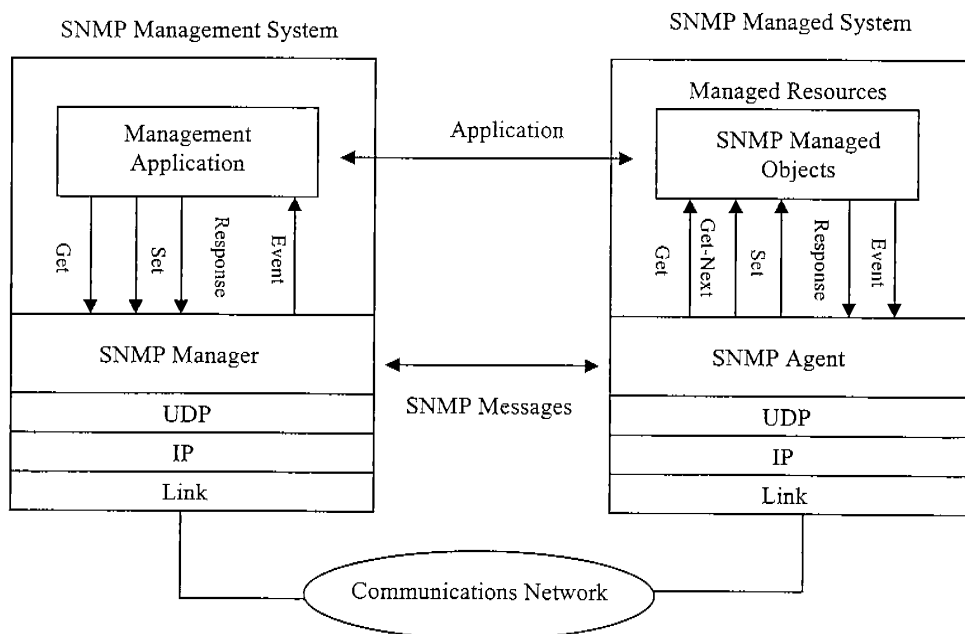 SNMP Management System
SNMP Managed System
Managed Resources
Management
Application
Application
SNMP Managed
Objects
Get
Set
Response
Event
Get
Get-Next
Set
Response
Event
SNMP Manager
SNMP Messages
SNMP Agent
UDP
UDP
IP
IP
Link
Link
Communications Network